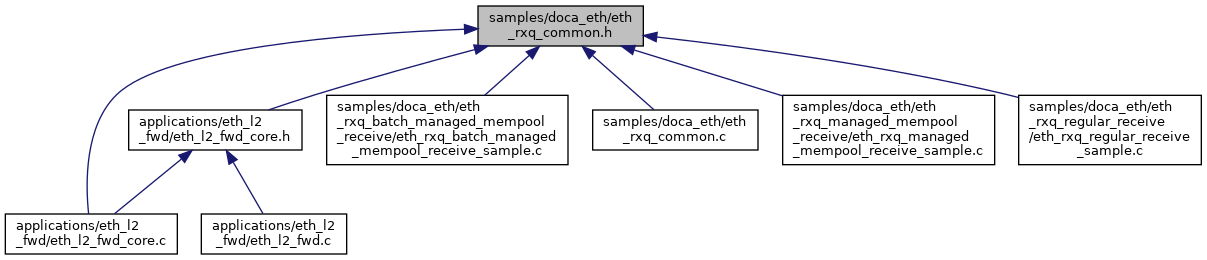 samples/doca_eth/eth
_rxq_common.h
applications/eth_l2
_fwd/eth_l2_fwd_core.h
samples/doca_eth/eth
_rxq_batch_managed_mempool
_receive/eth_rxq_batch_managed
_mempool_receive_sample.c
samples/doca_eth/eth
_rxq_common.c
samples/doca_eth/eth
_rxq_managed_mempool
_receive/eth_rxq_managed
_mempool_receive_sample.c
samples/doca_eth/eth
_rxq_regular_receive
/eth_rxq_regular_receive
_sample.c
applications/eth_l2
_fwd/eth_l2_fwd_core.c
applications/eth_l2
_fwd/eth_l2_fwd.c